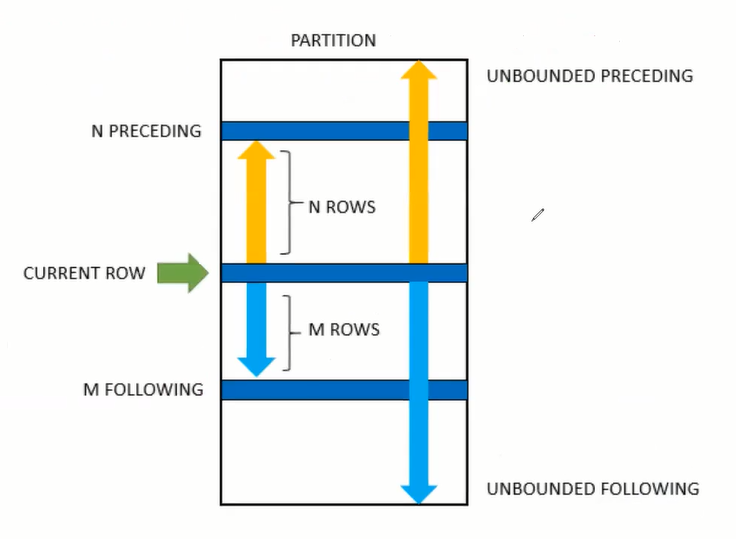 PARTITION
UNBOUNDED PRECEDING
N PRECEDING
N ROWS
CURRENT ROW
M ROWS
M FOLLOWING
UNBOUNDED FOLLOWING